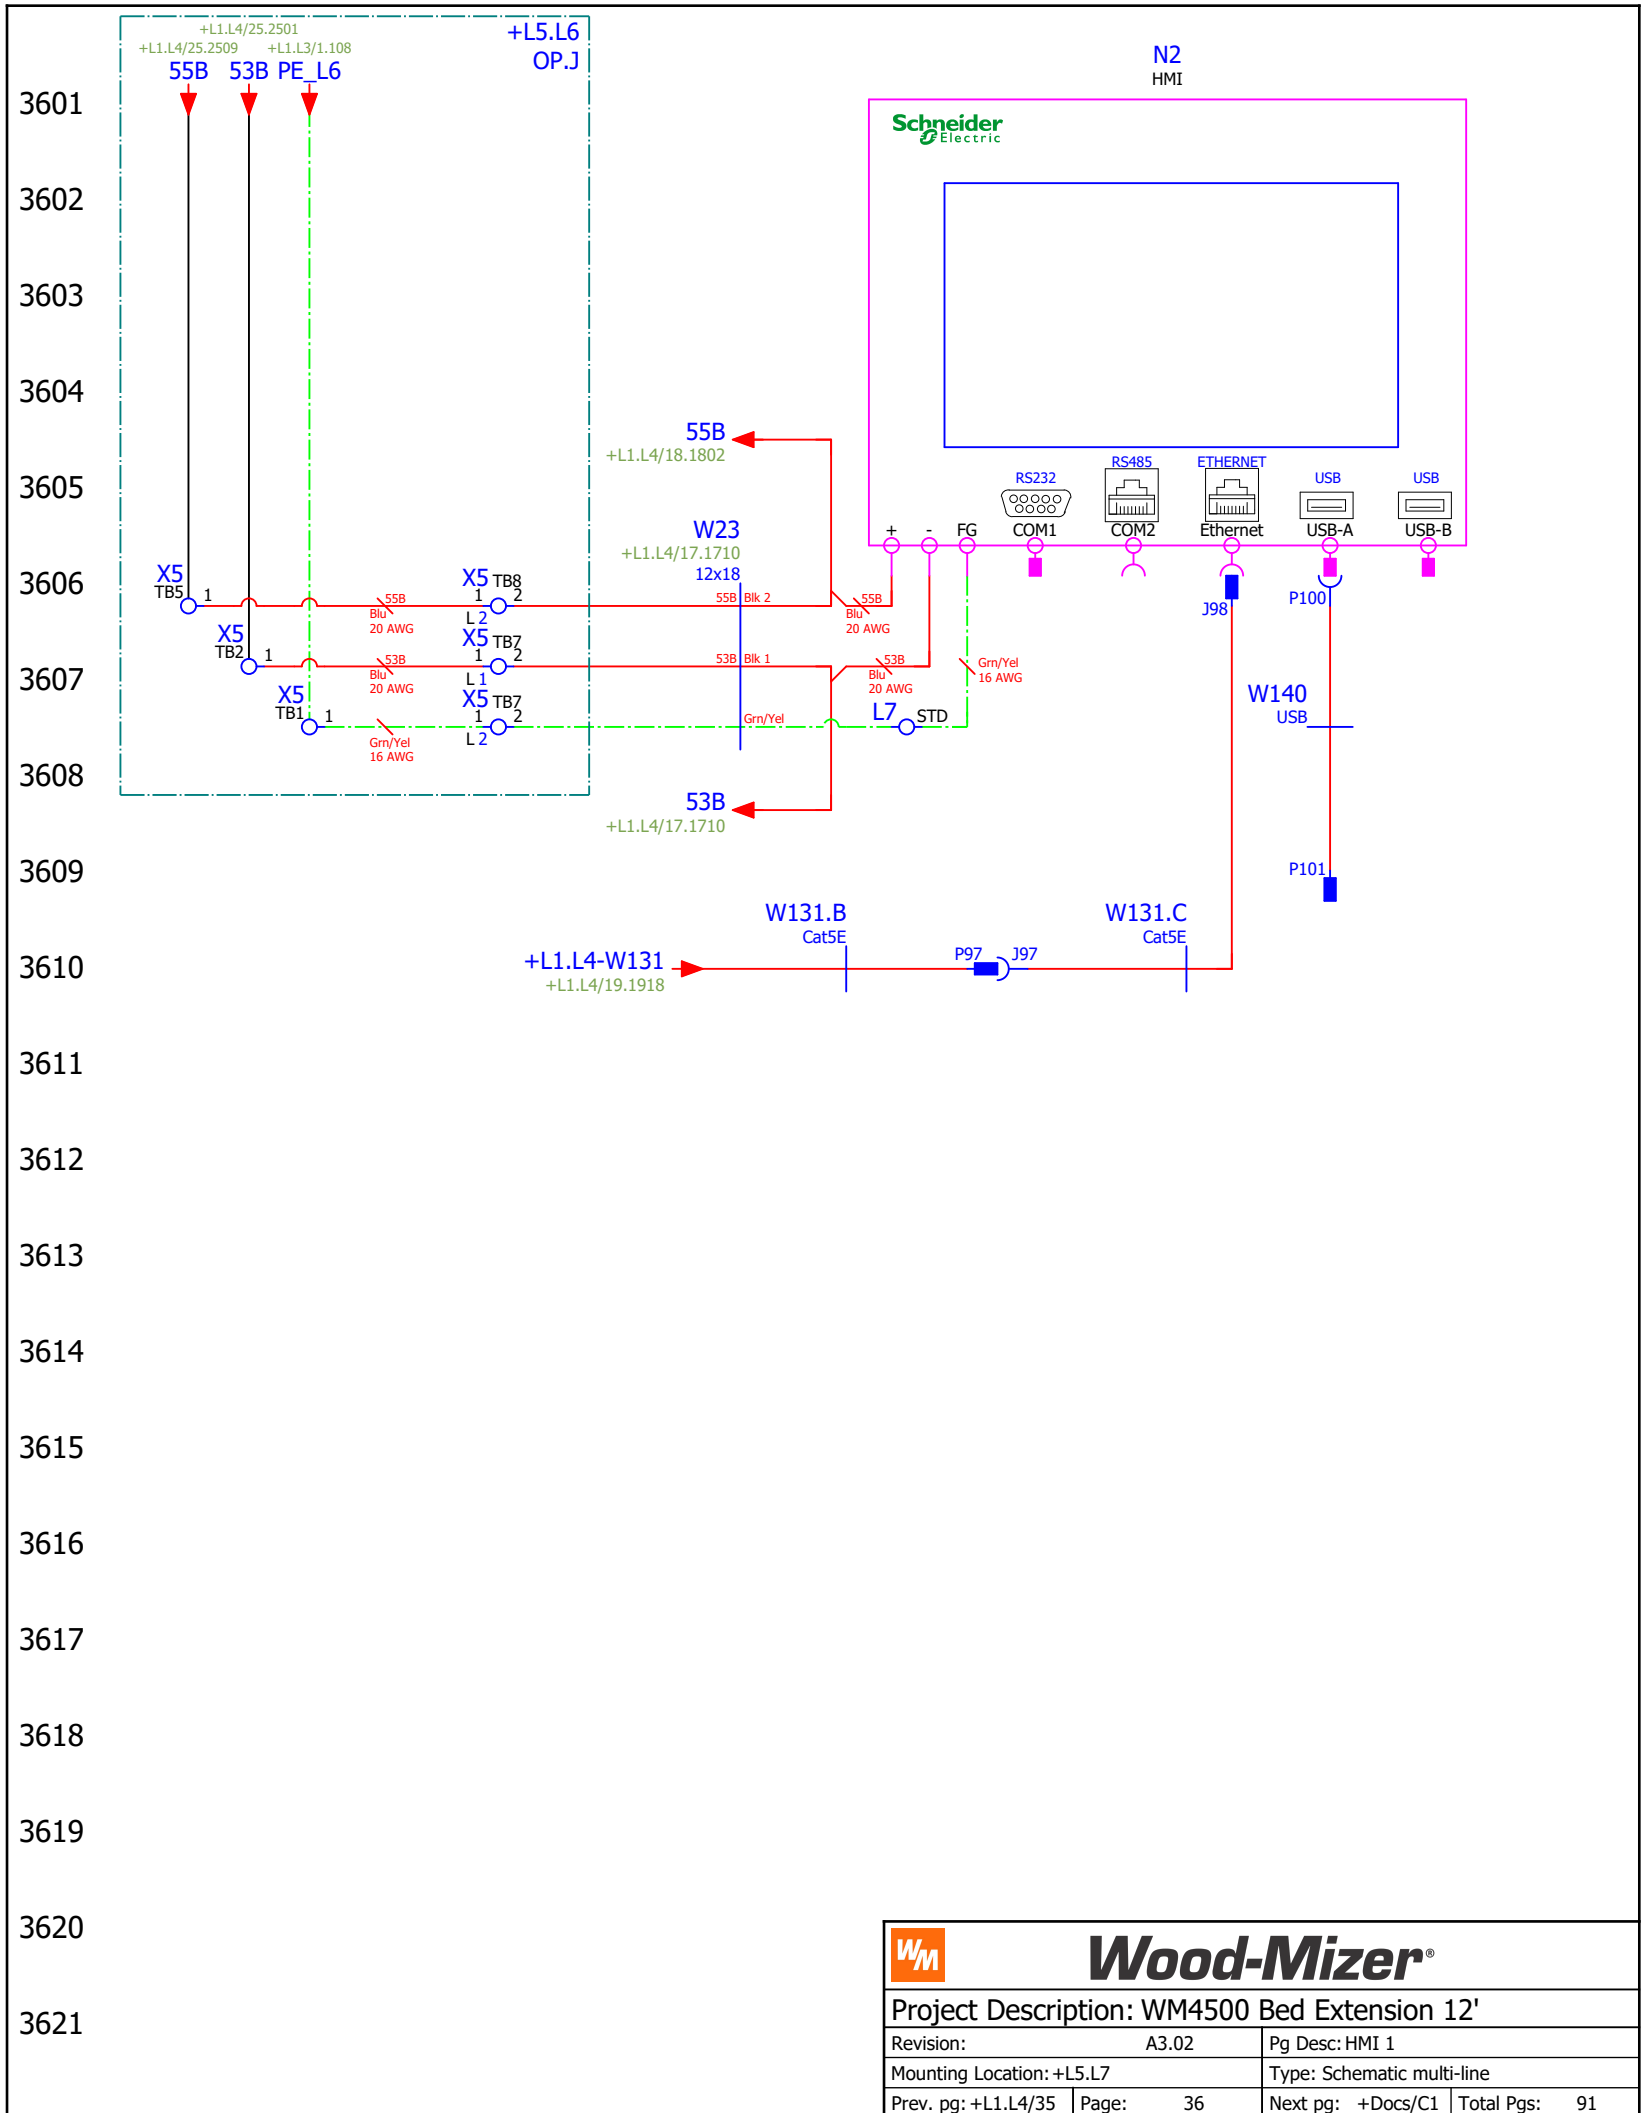 +L1.L4/25.2501
+L1.L4/25.2509 +L1.L3/1.108
55B 53B PE_L6
+L5.L6
OP.J
N2
HMI
Schneider
Electric
3601
3602
3603
3604
55B
+L1.L4/18.1802
3605
RS232
RS485
ETHERNET
USB
USB
+ - FG COM1 COM2 Ethernet USB-A USB-B
W23
+L1.L4/17.1710
12x18
3606
X5
TB5 1
55B
Blu
20 AWG
X5 TB8
1 2
L 2
55B Blk 2
55B
Blu
20 AWG
J98
P100
X5
TB2 1
53B
Blu
20 AWG
X5 TB7
1 2
L 1
53B Blk 1
53B
Blu
20 AWG
Grn/Yel
16 AWG
3607
X5
TB1 1
Grn/Yel
16 AWG
X5 TB7
1 2
L 2
Grn/Yel
L7 STD
W140
USB
3608
53B
+L1.L4/17.1710
3609
P101
W131.B
Cat5E
W131.C
Cat5E
3610
+L1.L4-W131
+L1.L4/19.1918
P97 J97
3611
3612
3613
3614
3615
3616
3617
3618
3619
3620
3621
WM
Wood-Mizer®
Project Description: WM4500 Bed Extension 12'
Revision: A3.02 Pg Desc: HMI 1
Mounting Location: +L5.L7 Type: Schematic multi-line
Prev. pg: +L1.L4/35 Page: 36 Next pg: +Docs/C1 Total Pgs: 91